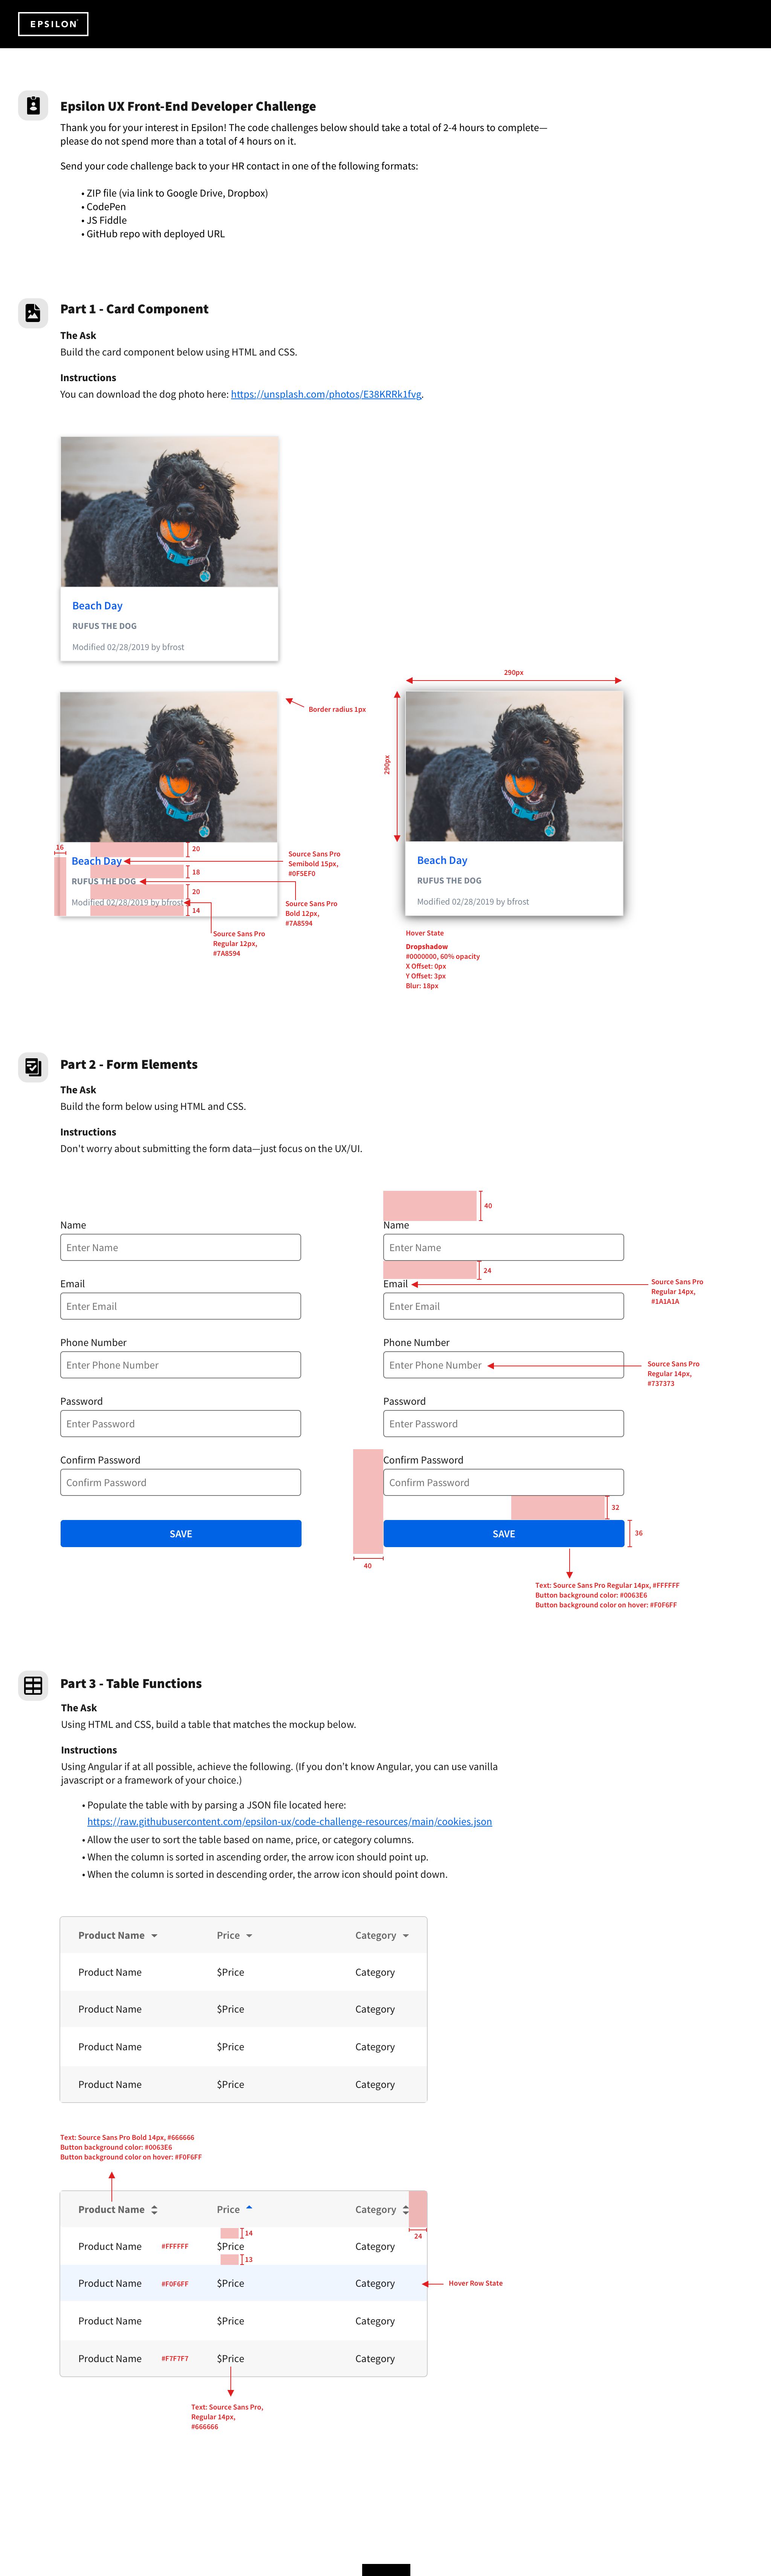 EPSILON
Epsilon UX Front-End Developer Challenge
Thank you for your interest in Epsilon! The code challenges below should take a total of 2-4 hours to complete—
please do not spend more than a total of 4 hours on it.
Send your code challenge back to your HR contact in one of the following formats:
• ZIP file (via link to Google Drive, Dropbox)
• CodePen
• JS Fiddle
• GitHub repo with deployed URL
Part 1 - Card Component
The Ask
Build the card component below using HTML and CSS.
Instructions
You can download the dog photo here: https://unsplash.com/photos/E38KRRk1fvg.
Beach Day
RUFUS THE DOG
Modified 02/28/2019 by bfrost
290px
Border radius 1px
290px
16
20
Beach Day
18
RUFUS THE DOG
20
Modified 02/28/2019 by bfrost
14
Source Sans Pro
Semibold 15px,
#0F5EF0
Source Sans Pro
Bold 12px,
#7A8594
Source Sans Pro
Regular 12px,
#7A8594
Beach Day
RUFUS THE DOG
Modified 02/28/2019 by bfrost
Hover State
Dropshadow
#0000000, 60% opacity
X Offset: 0px
Y Offset: 3px
Blur: 18px
Part 2 - Form Elements
The Ask
Build the form below using HTML and CSS.
Instructions
Don't worry about submitting the form data—just focus on the UX/UI.
Name
Enter Name
Email
Enter Email
Phone Number
Enter Phone Number
Password
Enter Password
Confirm Password
Confirm Password
SAVE
40
Name
Enter Name
24
Email
Source Sans Pro
Regular 14px,
#1A1A1A
Enter Email
Phone Number
Enter Phone Number
Source Sans Pro
Regular 14px,
#737373
Password
Enter Password
Confirm Password
Confirm Password
32
SAVE
36
40
Text: Source Sans Pro Regular 14px, #FFFFFF
Button background color: #0063E6
Button background color on hover: #F0F6FF
Part 3 - Table Functions
The Ask
Using HTML and CSS, build a table that matches the mockup below.
Instructions
Using Angular if at all possible, achieve the following. (If you don't know Angular, you can use vanilla
javascript or a framework of your choice.)
• Populate the table with by parsing a JSON file located here:
https://raw.githubusercontent.com/epsilon-ux/code-challenge-resources/main/cookies.json
• Allow the user to sort the table based on name, price, or category columns.
• When the column is sorted in ascending order, the arrow icon should point up.
• When the column is sorted in descending order, the arrow icon should point down.
Product Name Price Category
Product Name $Price Category
Product Name $Price Category
Product Name $Price Category
Product Name $Price Category
Text: Source Sans Pro Bold 14px, #666666
Button background color: #0063E6
Button background color on hover: #F0F6FF
Product Name Price Category
14
24
Product Name #FFFFFF $Price Category
13
Product Name #F0F6FF $Price Category Hover Row State
Product Name $Price Category
Product Name #F7F7F7 $Price Category
Text: Source Sans Pro,
Regular 14px,
#666666